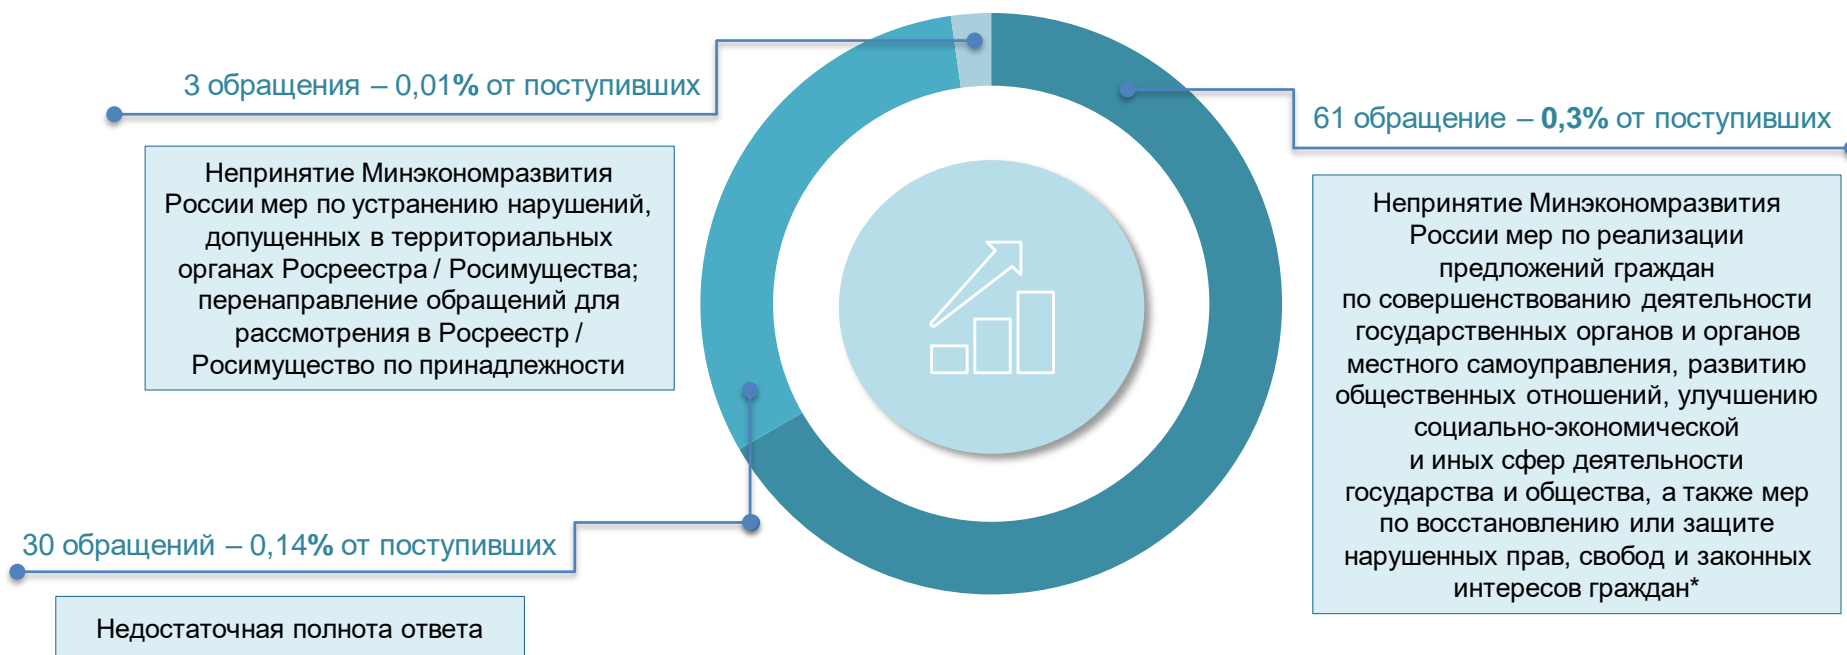 3 обращения – 0,01% от поступивших
Непринятие Минэкономразвития
России мер по устранению нарушений,
допущенных в территориальных
органах Росреестра / Росимущества;
перенаправление обращений для
рассмотрения в Росреестр /
Росимущество по принадлежности
30 обращений – 0,14% от поступивших
Недостаточная полнота ответа
61 обращение – 0,3% от поступивших
Непринятие Минэкономразвития
России мер по реализации
предложений граждан
по совершенствованию деятельности
государственных органов и органов
местного самоуправления, развитию
общественных отношений, улучшению
социально-экономической
и иных сфер деятельности
государства и общества, а также мер
по восстановлению или защите
нарушенных прав, свобод и законных
интересов граждан*